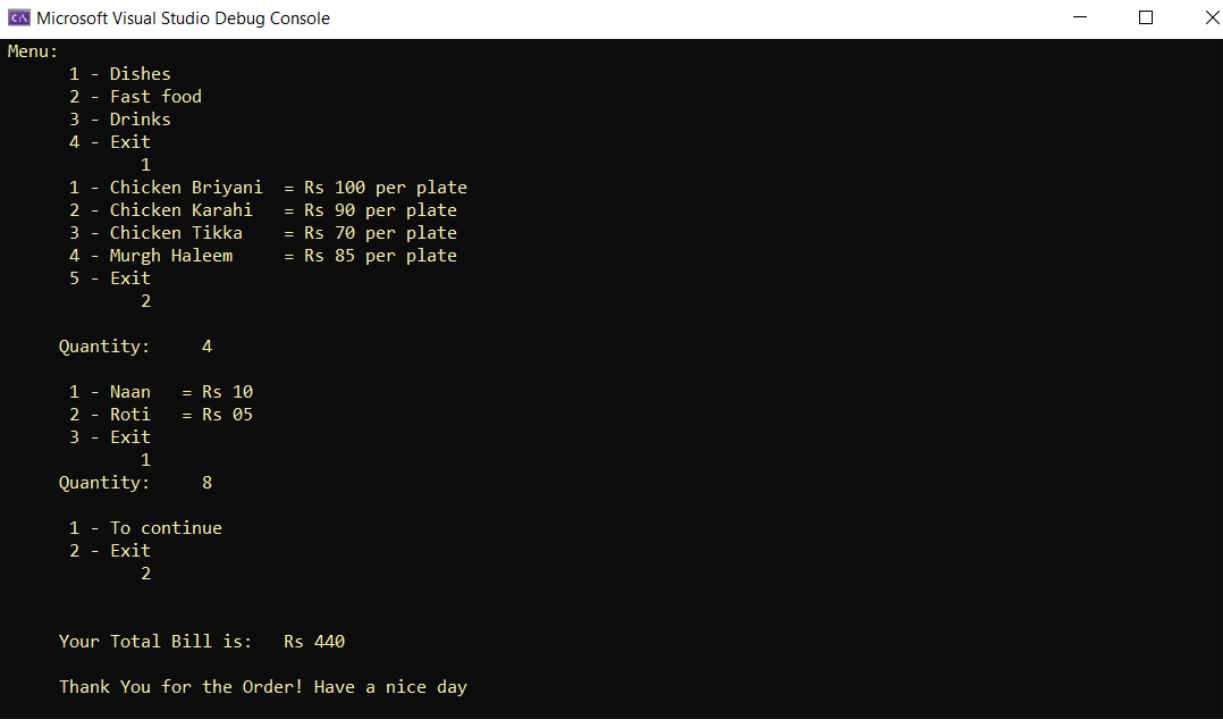 Microsoft Visual Studio Debug Console
Menu:
1 - Dishes
2 - Fast food
3 - Drinks
4 - Exit
1
1 - Chicken Briyani = Rs 100 per plate
2 - Chicken Karahi = Rs 90 per plate
3 - Chicken Tikka = Rs 70 per plate
4 - Murgh Haleem = Rs 85 per plate
5 - Exit
2
Quantity: 4
1 - Naan = Rs 10
2 - Roti = Rs 05
3 - Exit
1
Quantity: 8
1 - To continue
2 - Exit
2
Your Total Bill is: Rs 440
Thank You for the Order! Have a nice day